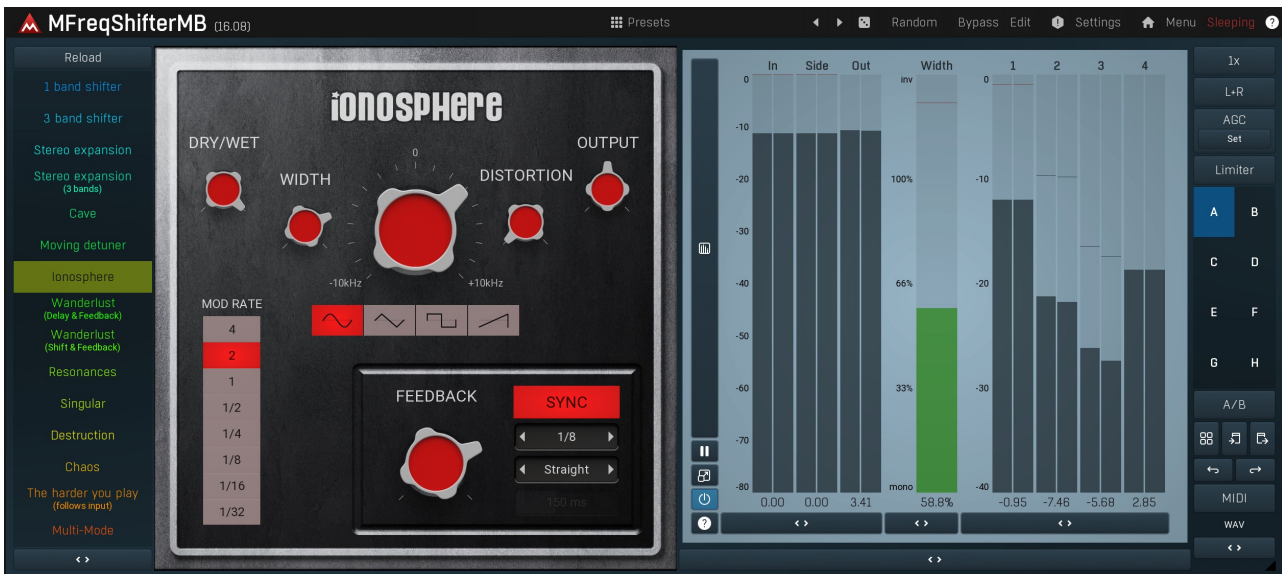 MFreqShifterMB (16.08)
Presets
Random
Bypass
Edit
Settings
Menu
Sleeping
?
Reload
1 band shifter
3 band shifter
Stereo expansion
Stereo expansion
(3 bands)
Cave
Moving detuner
Ionosphere
Wanderlust
(Delay & Feedback)
Wanderlust
(Shift & Feedback)
Resonances
Singular
Destruction
Chaos
The harder you play
(follows input)
Multi-Mode
ionosphere
DRY/WET
WIDTH
0
-10kHz
+10kHz
DISTORTION
OUTPUT
MOD RATE
4
2
1
1/2
1/4
1/8
1/16
1/32
FEEDBACK
SYNC
1/8
Straight
150 ms
In
Side
Out
Width
1
2
3
4
0
-10
-20
-30
-40
-50
-60
-70
-80
inv
100%
66%
33%
mono
0
-10
-20
-30
-40
0.00
0.00
3.41
58.8%
-0.95
-7.46
-5.68
2.85
?
1x
L+R
AGC
Set
Limiter
A
B
C
D
E
F
G
H
A/B
MIDI
WAV